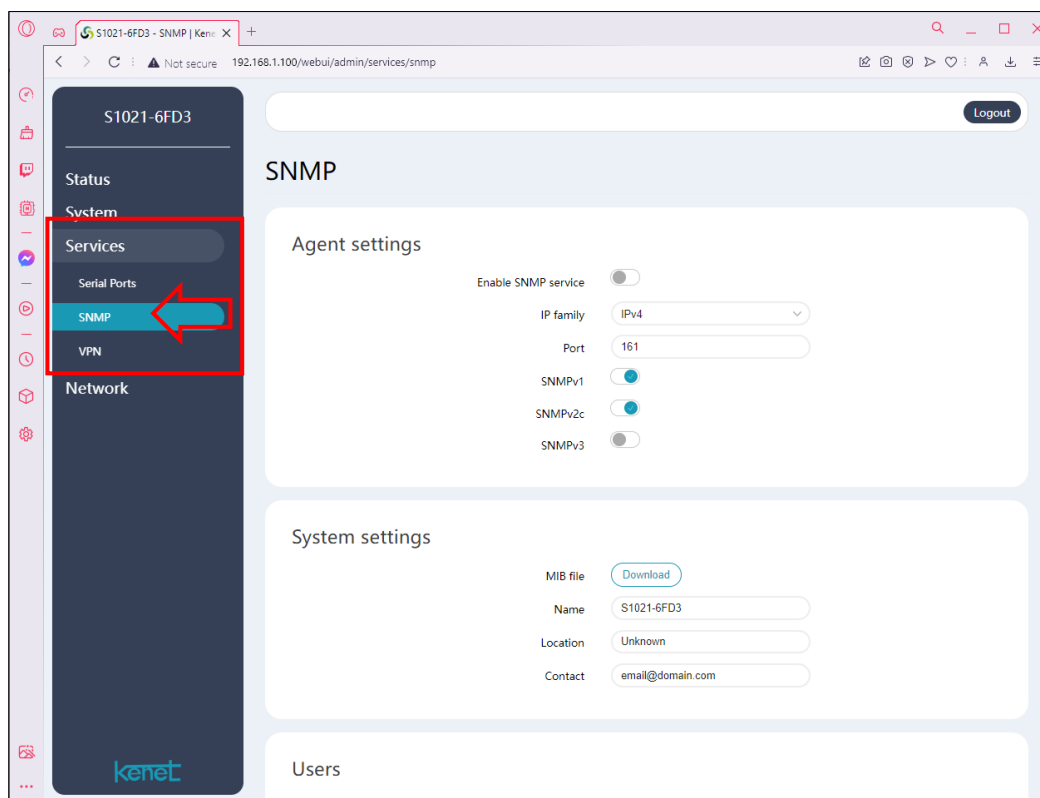 S1021-6FD3 - SNMP | Kene
Not secure 192.168.1.100/webui/admin/services/snmp
S1021-6FD3
Logout
Status
System
Services
Serial Ports
SNMP
VPN
Network
kenet
SNMP
Agent settings
Enable SNMP service
IP family IPv4
Port 161
SNMPv1
SNMPv2c
SNMPv3
System settings
MIB file Download
Name S1021-6FD3
Location Unknown
Contact email@domain.com
Users